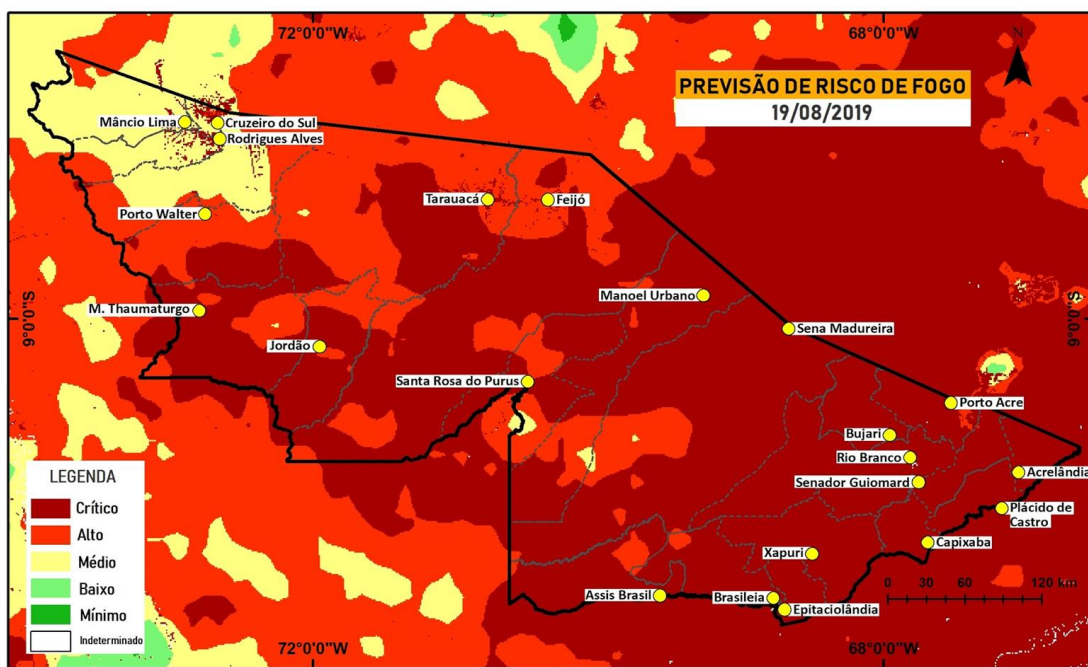 72°0'0"W
68°0'0"W
N
PREVISÃO DE RISCO DE FOGO
19/08/2019
Mâncio Lima
Cruzeiro do Sul
Rodrigues Alves
Tarauacá
Feijó
Porto Walter
M. Thaumaturgo
Manoel Urbano
9°0'0"S
9°0'0"S
Sena Madureira
Jordão
Santa Rosa do Purus
Porto Acre
Bujari
Rio Branco
Acrelândia
Senador Guiomard
Plácido de
Castro
Capixaba
Xapuri
Assis Brasil
Brasileia
Epitaciolândia
LEGENDA
Crítico
Alto
Médio
Baixo
Mínimo
Indeterminado
0 30 60 120 km
72°0'0"W
68°0'0"W